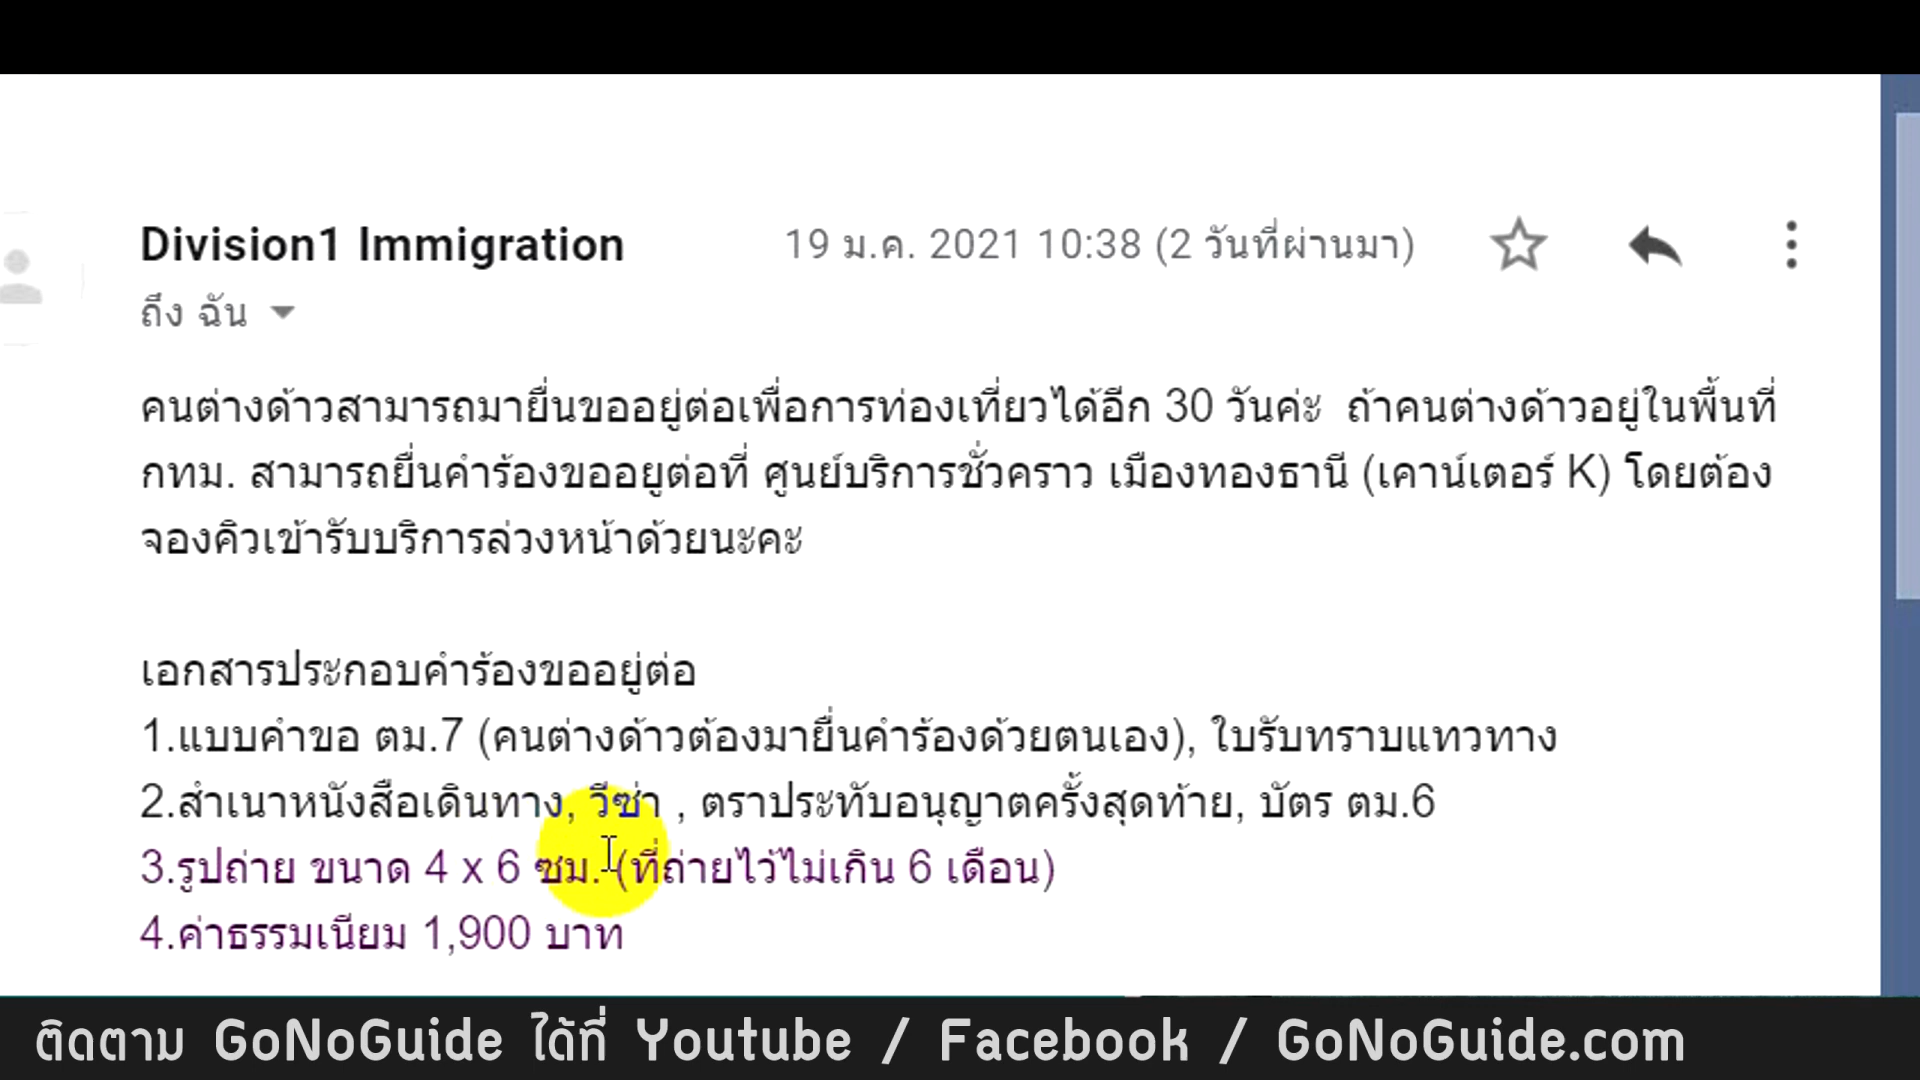 Division1 Immigration
19 ม.ค. 2021 10:38 (2 วันที่ผ่านมา)
ถึง ฉัน
คนต่างด้าวสามารถมายื่นขออยู่ต่อเพื่อการท่องเที่ยวได้อีก 30 วันค่ะ ถ้าคนต่างด้าวอยู่ในพื้นที่
กทม. สามารถยื่นคำร้องขออยูต่อที่ ศูนย์บริการชั่วคราว เมืองทองธานี (เคาน์เตอร์ K) โดยต้อง
จองคิวเข้ารับบริการล่วงหน้าด้วยนะคะ
เอกสารประกอบคำร้องขออยู่ต่อ
1.แบบคำขอ ตม.7 (คนต่างด้าวต้องมายื่นคำร้องด้วยตนเอง), ใบรับทราบแทวทาง
2.สำเนาหนังสือเดินทาง, วีซ่า , ตราประทับอนุญาตครั้งสุดท้าย, บัตร ตม.6
3.รูปถ่าย ขนาด 4 x 6 ซม. (ที่ถ่ายไว้ไม่เกิน 6 เดือน)
4.ค่าธรรมเนียม 1,900 บาท
ติดตาม GoNoGuide ได้ที่ Youtube / Facebook / GoNoGuide.com